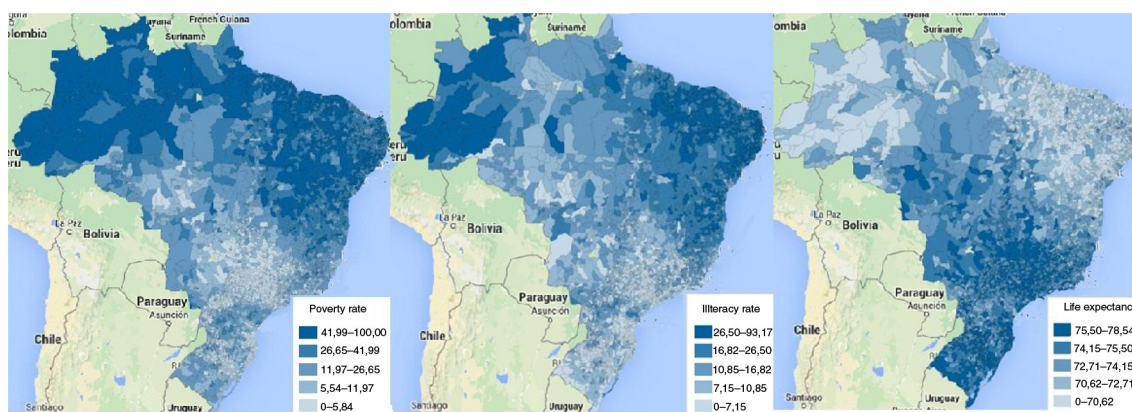 French Guiana
Suriname
olombia
La Paz
Bolivia
Paraguay
Asunción
Chile
Santiago
Uruguay
Poverty rate
41,99–100,00
26,65–41,99
11,97–26,65
5,54–11,97
0–5,84
French Guiana
Suriname
olombia
La Paz
Bolivia
Paraguay
Asunción
Chile
Santiago
Uruguay
Illiteracy rate
26,50–93,17
16,82–26,50
10,85–16,82
7,15–10,85
0–7,15
Suriname
olombia
La Paz
Bolivia
Paraguay
Asunción
Chile
Santiago
Life expectanc
75,50–78,54
74,15–75,50
72,71–74,15
70,62–72,71
0–70,62